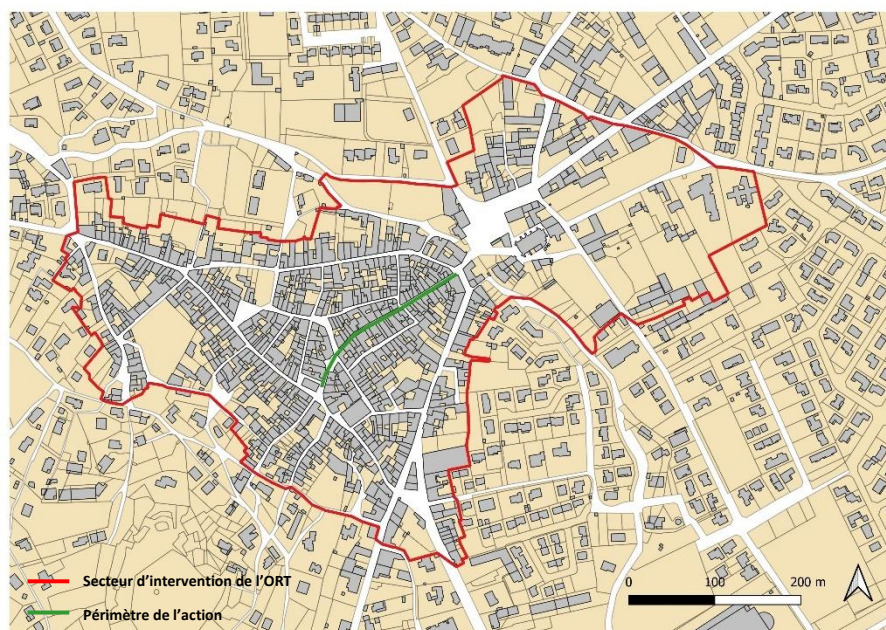 Secteur d'intervention de l'ORT
Périmètre de l'action
0 100 200 m